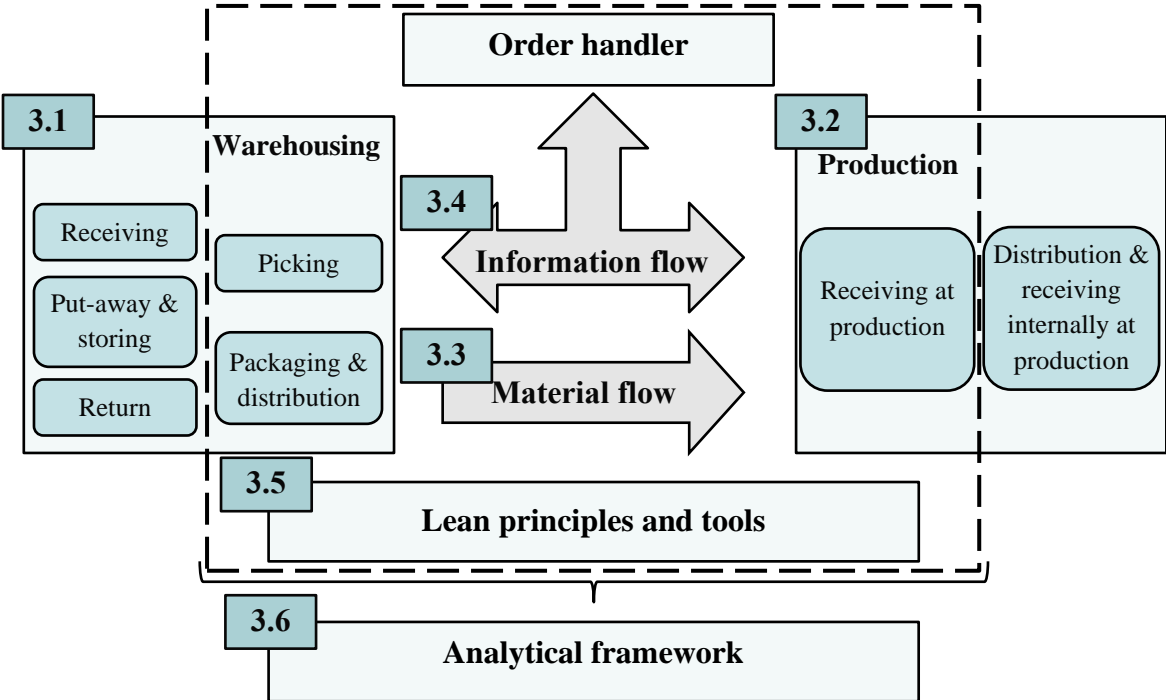 Order handler
3.1
Warehousing
Receiving
Put-away &
storing
Return
Picking
Packaging &
distribution
3.4
Information flow
3.3
Material flow
3.2
Production
Receiving at
production
Distribution &
receiving
internally at
production
3.5
Lean principles and tools
3.6
Analytical framework